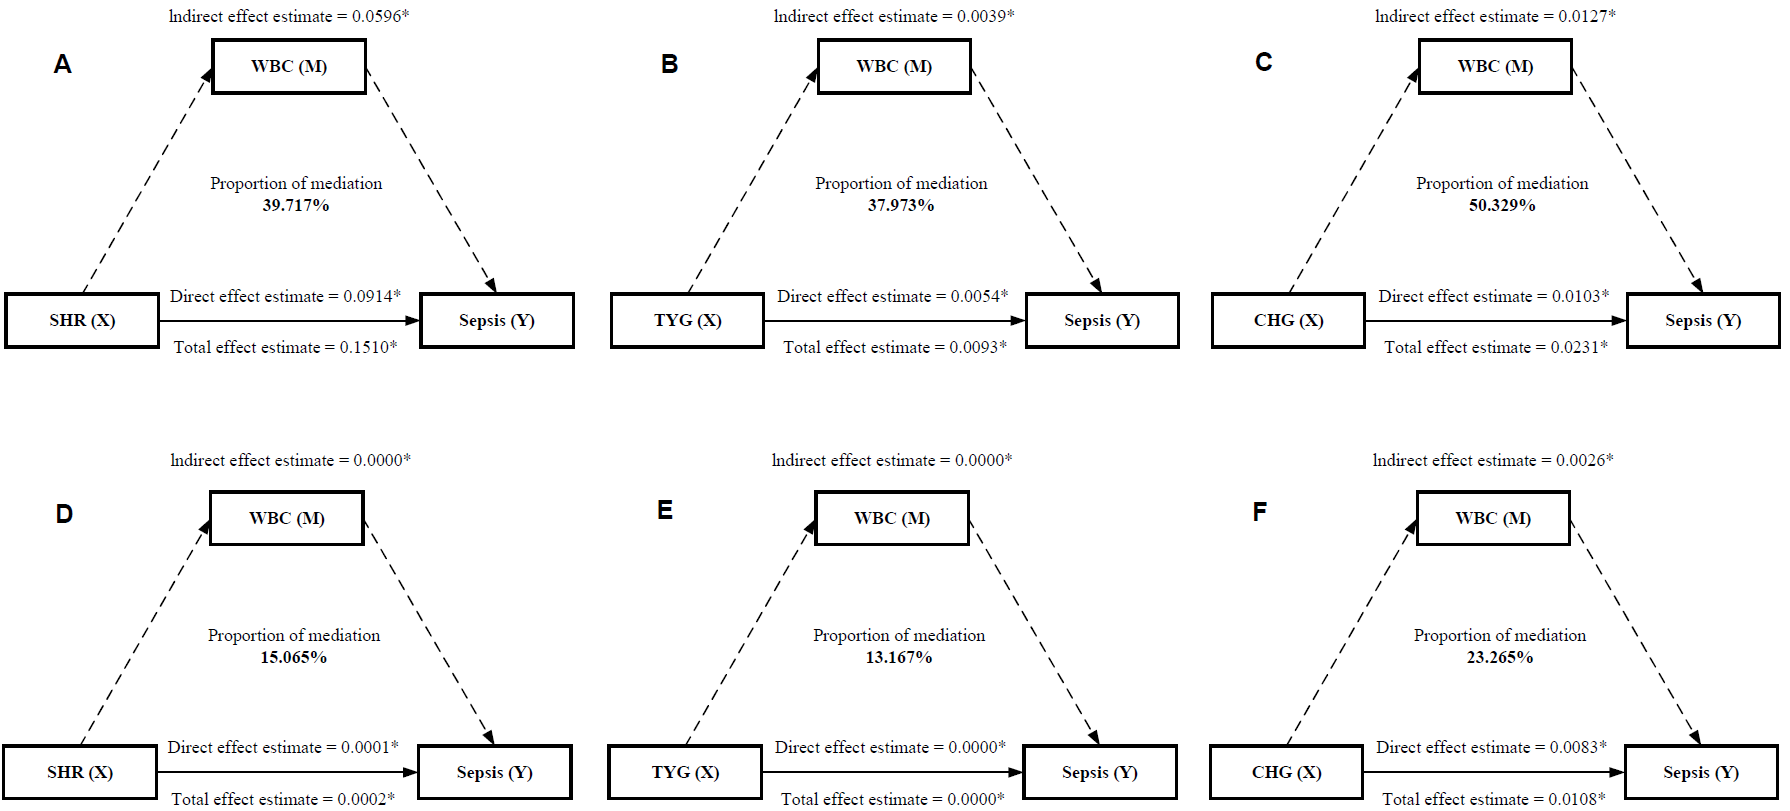 Indirect effect estimate = 0.0596*
A
WBC (M)
Proportion of mediation
39.717%
Direct effect estimate = 0.0914*
SHR (X)
Sepsis (Y)
Total effect estimate = 0.1510*
Indirect effect estimate = 0.0039*
B
WBC (M)
Proportion of mediation
37.973%
Direct effect estimate = 0.0054*
TYG (X)
Sepsis (Y)
Total effect estimate = 0.0093*
Indirect effect estimate = 0.0127*
C
WBC (M)
Proportion of mediation
50.329%
Direct effect estimate = 0.0103*
CHG (X)
Sepsis (Y)
Total effect estimate = 0.0231*
Indirect effect estimate = 0.0000*
D
WBC (M)
Proportion of mediation
15.065%
Direct effect estimate = 0.0001*
SHR (X)
Sepsis (Y)
Total effect estimate = 0.0002*
Indirect effect estimate = 0.0000*
E
WBC (M)
Proportion of mediation
13.167%
Direct effect estimate = 0.0000*
TYG (X)
Sepsis (Y)
Total effect estimate = 0.0000*
Indirect effect estimate = 0.0026*
F
WBC (M)
Proportion of mediation
23.265%
Direct effect estimate = 0.0083*
CHG (X)
Sepsis (Y)
Total effect estimate = 0.0108*